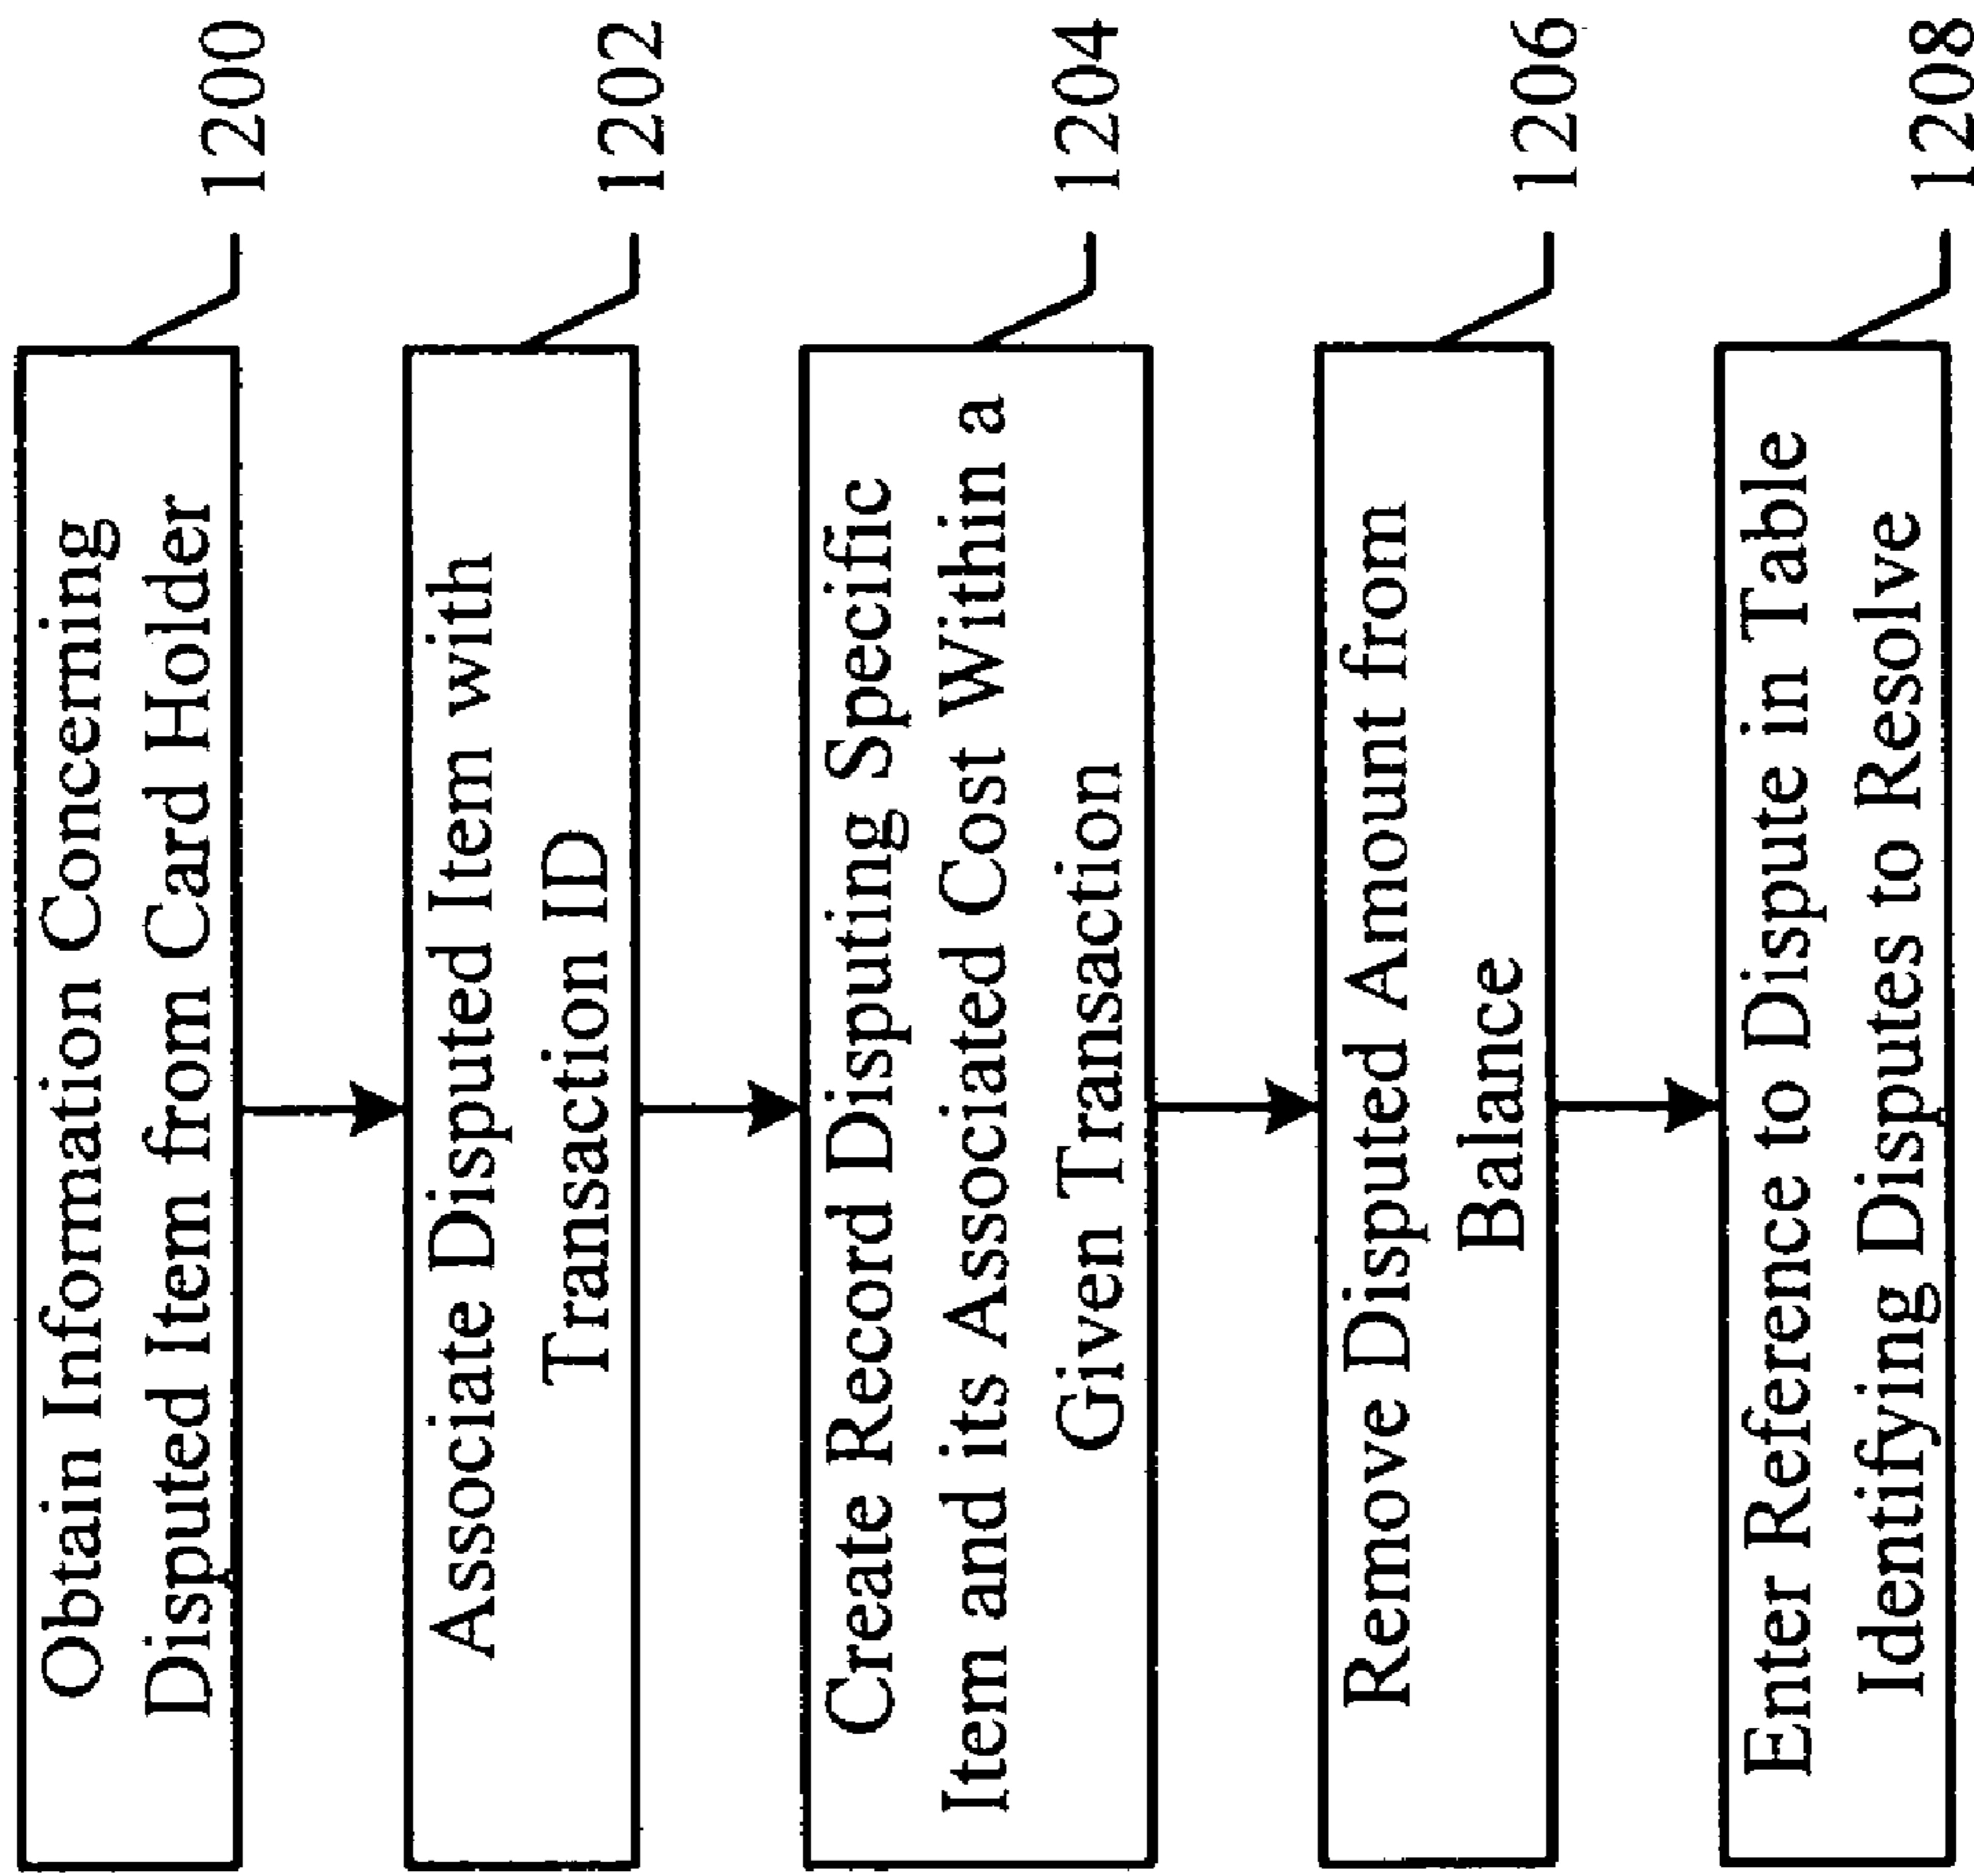 Obtain Information Concerning
Disputed Item from Card Holder
1200
Associate Disputed Item with
Transaction ID
1202
Create Record Disputing Specific
Item and its Associated Cost Within a
Given Transaction
1204
Remove Disputed Amount from
Balance
1206
Enter Reference to Dispute in Table
Identifying Disputes to Resolve
1208